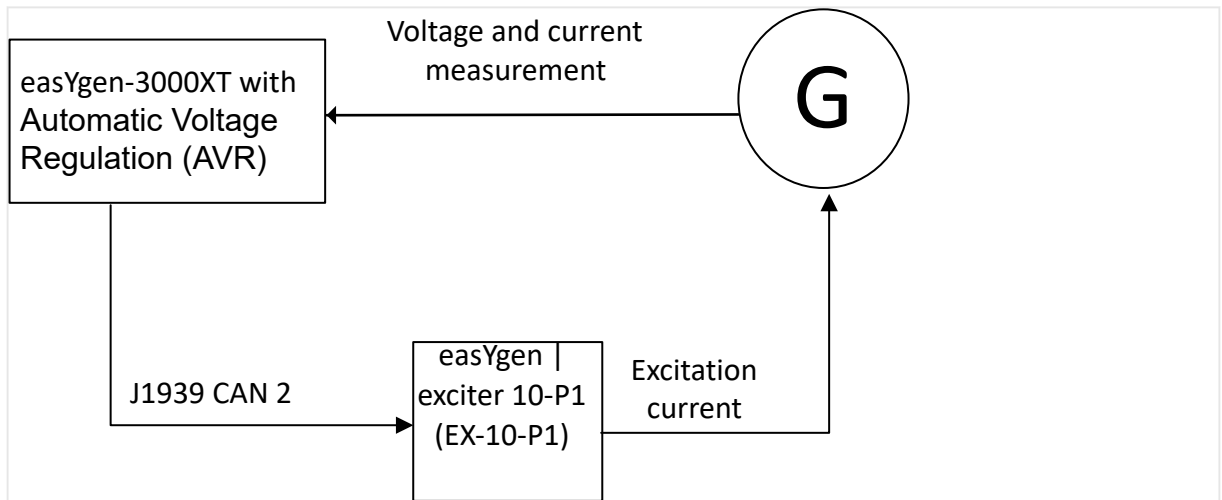 Voltage and current
measurement
G
easYgen-3000XT with
Automatic Voltage
Regulation (AVR)
J1939 CAN 2
easYgen |
exciter 10-P1
(EX-10-P1)
Excitation
current